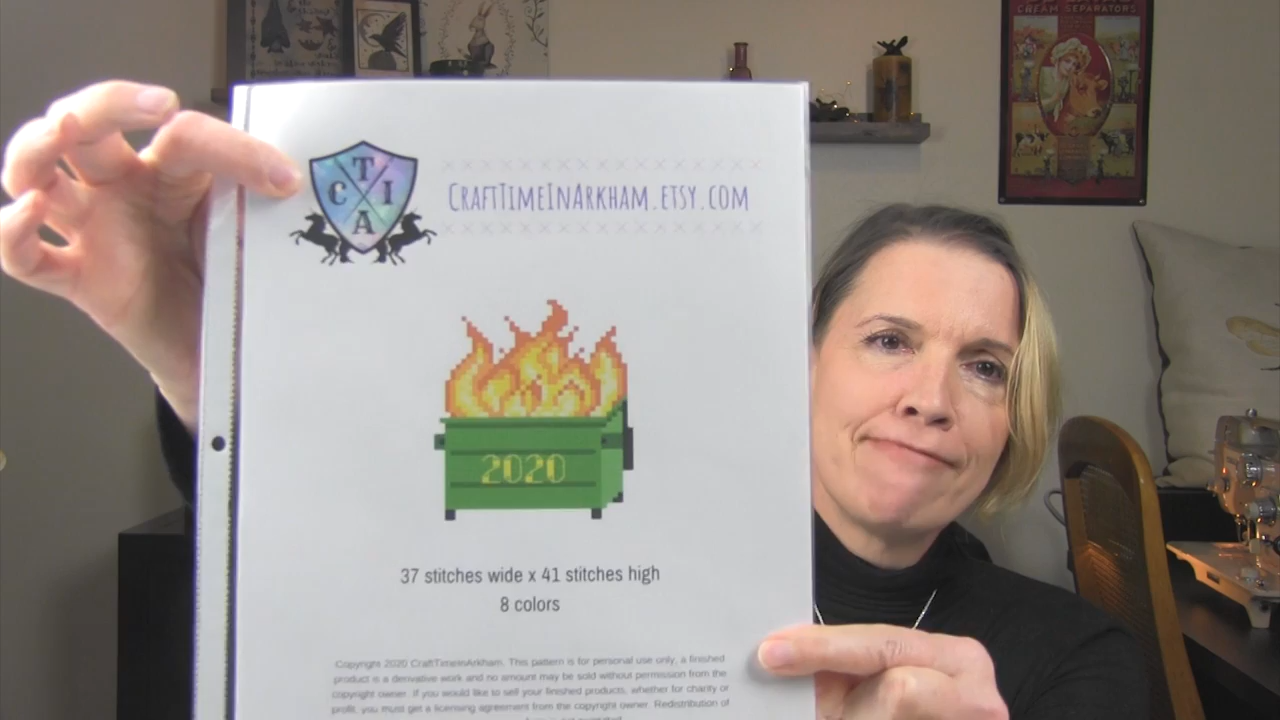 CREAM SEPARATORS
T
C I
A
CRAFTTIMEINARKHAM.ETSY.COM
2020
37 stitches wide x 41 stitches high
8 colors
Copyright 2020 CraftTimeinArkham. This pattern is for personal use only, a finished
product is a derivative work and no amount may be sold without permission from the
copyright owner. If you would like to sell your finished products, whether for charity or
profit, you must get a licensing agreement from the copyright owner. Redistribution of